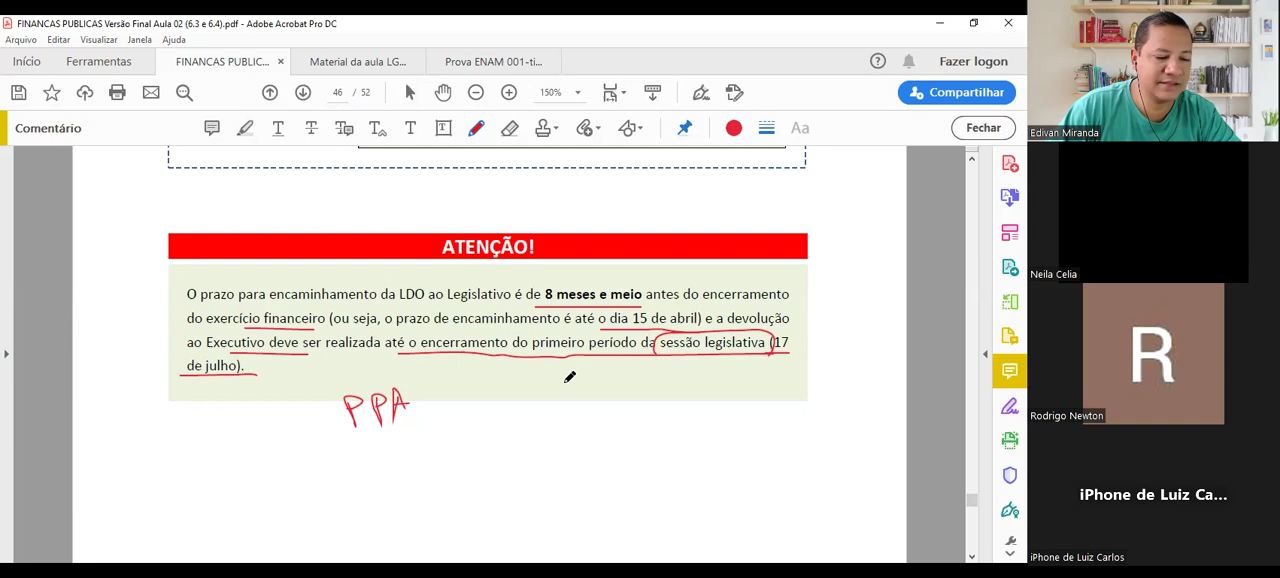 FINANCAS PUBLICAS Versão Final Aula 02 (6.3 e 6.4).pdf - Adobe Acrobat Pro DC
Arquivo Editar Visualizar Janela Ajuda
Início Ferramentas FINANCAS PUBLIC... × Material da aula LG... Prova ENAM 001-ti... Fazer logon
46 / 52 150% Compartilhar
Comentário Aa Fechar
ATENÇÃO!
O prazo para encaminhamento da LDO ao Legislativo é de 8 meses e meio antes do encerramento
do exercício financeiro (ou seja, o prazo de encaminhamento é até o dia 15 de abril) e a devolução
ao Executivo deve ser realizada até o encerramento do primeiro período da sessão legislativa (17
de julho).
PPA
Edivan Miranda
Neila Celia
R
Rodrigo Newton
iPhone de Luiz Ca...
iPhone de Luiz Carlos